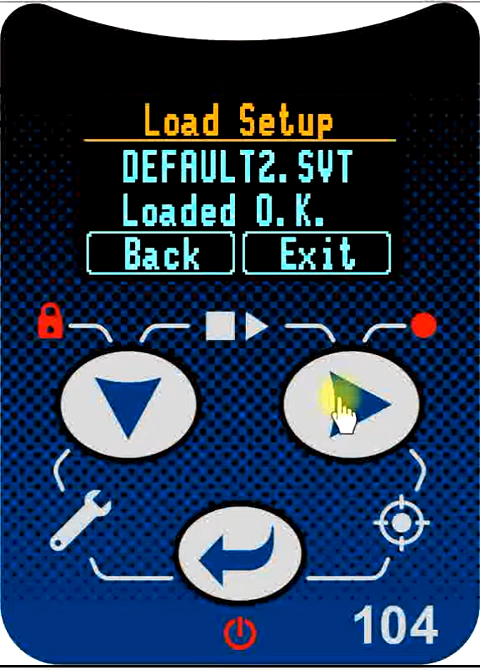 Load Setup
DEFAULT2.SVT
Loaded O.K.
Back Exit
104